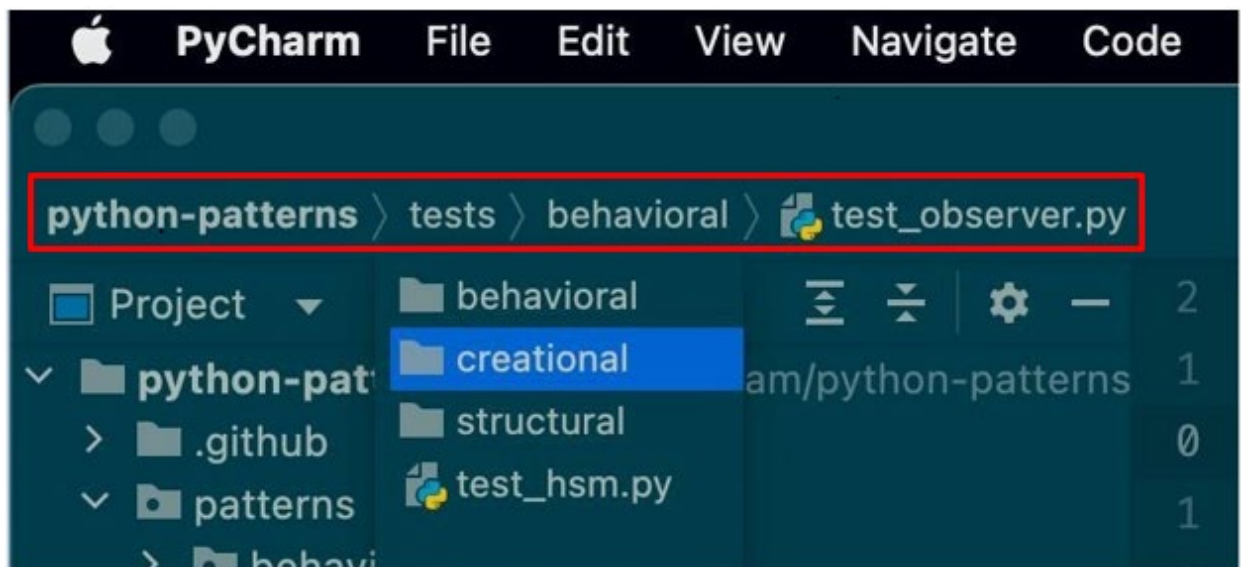 PyCharm File Edit View Navigate Code
python-patterns 〉 tests 〉 behavioral 〉 test_observer.py
Project behavioral 2
python-pat creational am/python-patterns 1
.github structural 0
patterns test_hsm.py 1
behavi